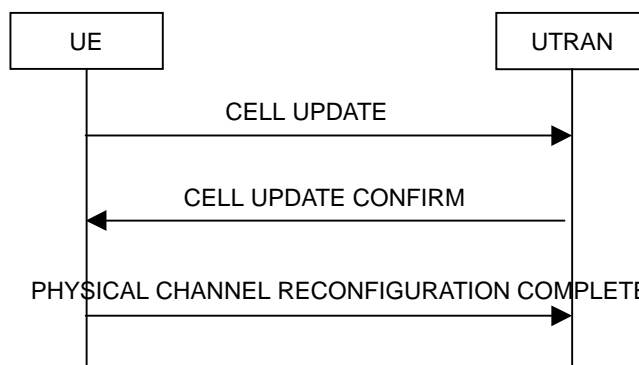 UE
UTRAN
CELL UPDATE
CELL UPDATE CONFIRM
PHYSICAL CHANNEL RECONFIGURATION COMPLETE